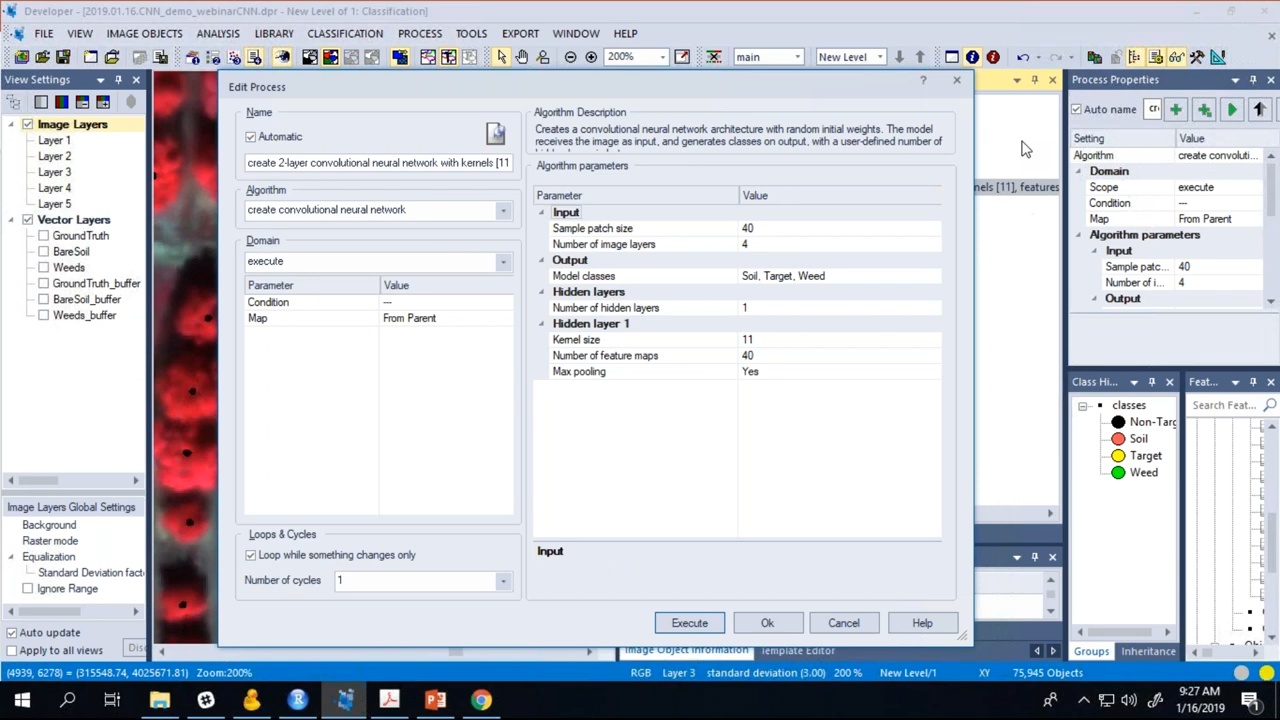 Developer - [2019.01.16.CNN_demo_webinarCNN.dpr - New Level of 1: Classification]
FILE VIEW IMAGE OBJECTS ANALYSIS LIBRARY CLASSIFICATION PROCESS TOOLS EXPORT WINDOW HELP
200% main New Level
View Settings
Image Layers
Layer 1
Layer 2
Layer 3
Layer 4
Layer 5
Vector Layers
GroundTruth
BareSoil
Weeds
GroundTruth_buffer
BareSoil_buffer
Weeds_buffer
Image Layers Global Settings
Background
Raster mode
Equalization
Standard Deviation facto
Ignore Range
Auto update
Apply to all views
Edit Process
Name
Automatic
create 2-layer convolutional neural network with kernels [11
Algorithm
create convolutional neural network
Domain
execute
Parameter Value
Condition ---
Map From Parent
Loops & Cycles
Loop while something changes only
Number of cycles 1
Algorithm Description
Creates a convolutional neural network architecture with random initial weights. The model
receives the image as input, and generates classes on output, with a user-defined number of
Algorithm parameters
Parameter Value
Input
Sample patch size 40
Number of image layers 4
Output
Model classes Soil, Target, Weed
Hidden layers
Number of hidden layers 1
Hidden layer 1
Kernel size 11
Number of feature maps 40
Max pooling Yes
Input
Execute Ok Cancel Help
nels [11], features
Process Properties
Auto name
Setting Value
Algorithm create convoluti...
Domain
Scope execute
Condition ---
Map From Parent
Algorithm parameters
Input
Sample patc... 40
Number of i... 4
Output
Class Hi...
classes
Non-Targ
Soil
Target
Weed
Groups Inheritance
Feat...
Search Feat...
Image Object Information Template Editor
(4939, 6278) = (315548.74, 4025671.81) Zoom:200% RGB Layer 3 standard deviation (3.00) 200 % New Level/1 XY 75,945 Objects
9:27 AM
1/16/2019